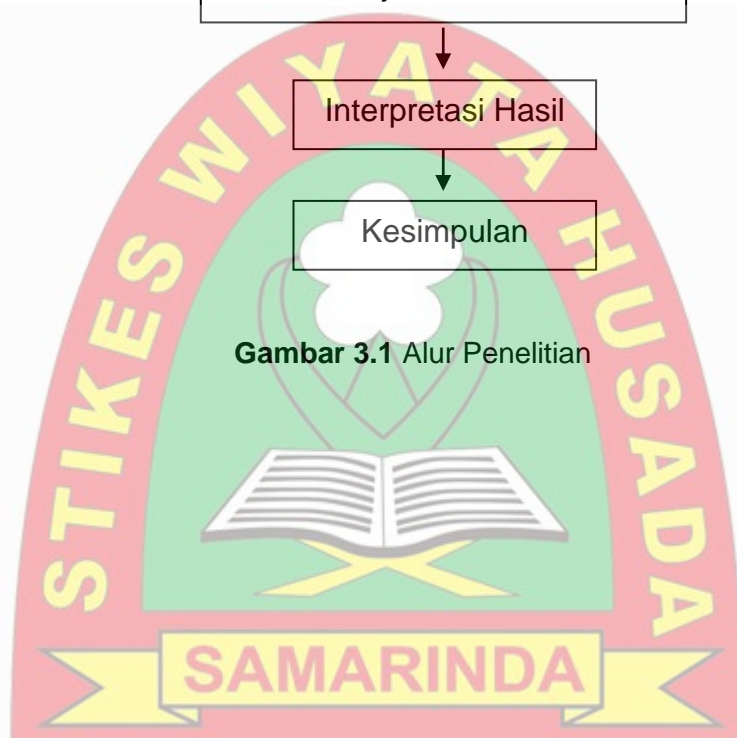 Interpretasi Hasil
Kesimpulan
Gambar 3.1 Alur Penelitian
STIKES WIYATA HUSADA
SAMARINDA